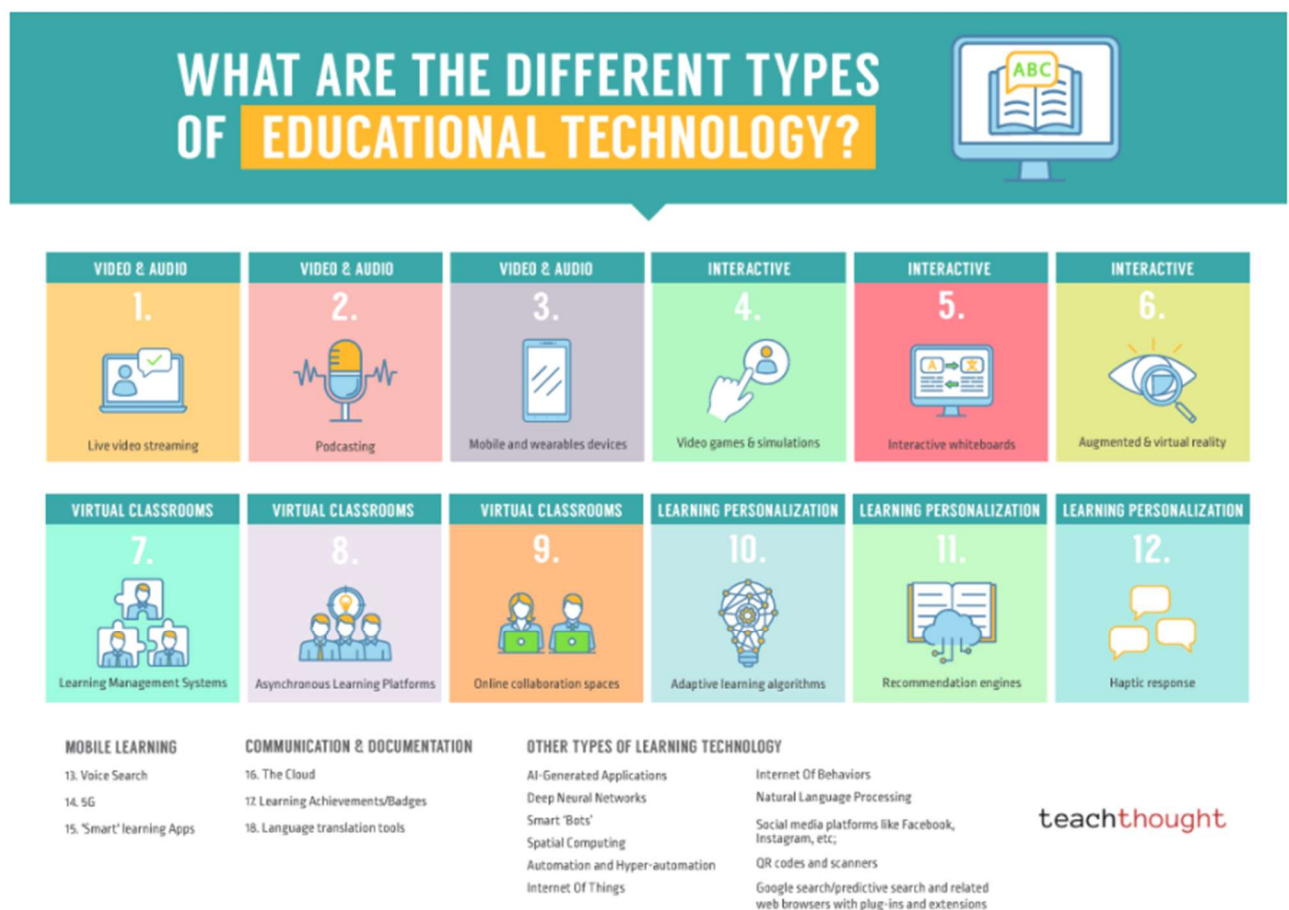 WHAT ARE THE DIFFERENT TYPES
OF EDUCATIONAL TECHNOLOGY?
ABC
VIDEO & AUDIO
1.
Live video streaming
VIDEO & AUDIO
2.
Podcasting
VIDEO & AUDIO
3.
Mobile and wearables devices
INTERACTIVE
4.
Video games & simulations
INTERACTIVE
5.
A
文
Interactive whiteboards
INTERACTIVE
6.
Augmented & virtual reality
VIRTUAL CLASSROOMS
7.
Learning Management Systems
VIRTUAL CLASSROOMS
8.
Asynchronous Learning Platforms
VIRTUAL CLASSROOMS
9.
Online collaboration spaces
LEARNING PERSONALIZATION
10.
Adaptive learning algorithms
LEARNING PERSONALIZATION
11.
Recommendation engines
LEARNING PERSONALIZATION
12.
Haptic response
MOBILE LEARNING
13. Voice Search
14. 5G
15. 'Smart' learning Apps
COMMUNICATION & DOCUMENTATION
16. The Cloud
17. Learning Achievements/Badges
18. Language translation tools
OTHER TYPES OF LEARNING TECHNOLOGY
AI-Generated Applications
Deep Neural Networks
Smart 'Bots'
Spatial Computing
Automation and Hyper-automation
Internet Of Things
Internet Of Behaviors
Natural Language Processing
Social media platforms like Facebook,
Instagram, etc;
QR codes and scanners
Google search/predictive search and related
web browsers with plug-ins and extensions
teachthought